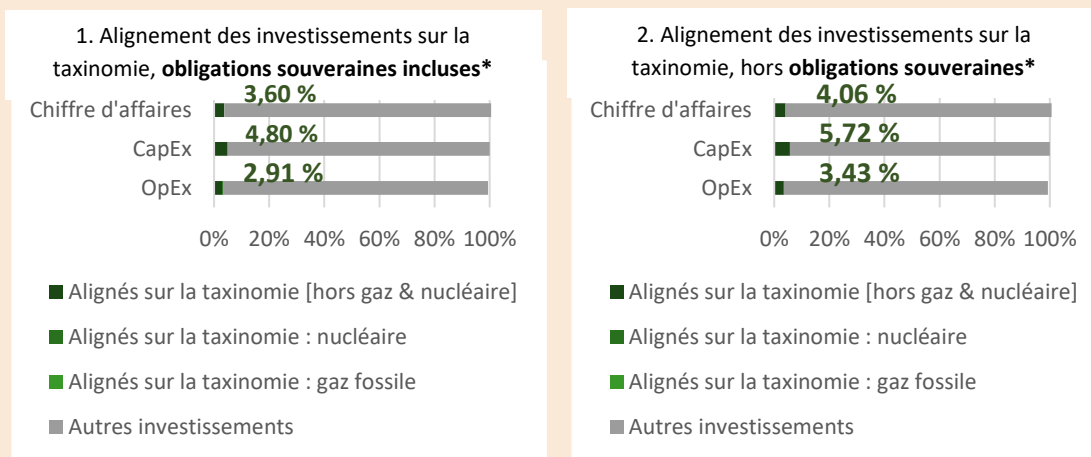 1. Alignement des investissements sur la
taxinomie, obligations souveraines incluses*
Chiffre d'affaires
3,60 %
CapEx
4,80 %
OpEx
2,91 %
0% 20% 40% 60% 80% 100%
Alignés sur la taxinomie [hors gaz & nucléaire]
Alignés sur la taxinomie : nucléaire
Alignés sur la taxinomie : gaz fossile
Autres investissements
2. Alignement des investissements sur la
taxinomie, hors obligations souveraines*
Chiffre d'affaires
4,06 %
CapEx
5,72 %
OpEx
3,43 %
0% 20% 40% 60% 80% 100%
Alignés sur la taxinomie [hors gaz & nucléaire]
Alignés sur la taxinomie : nucléaire
Alignés sur la taxinomie : gaz fossile
Autres investissements